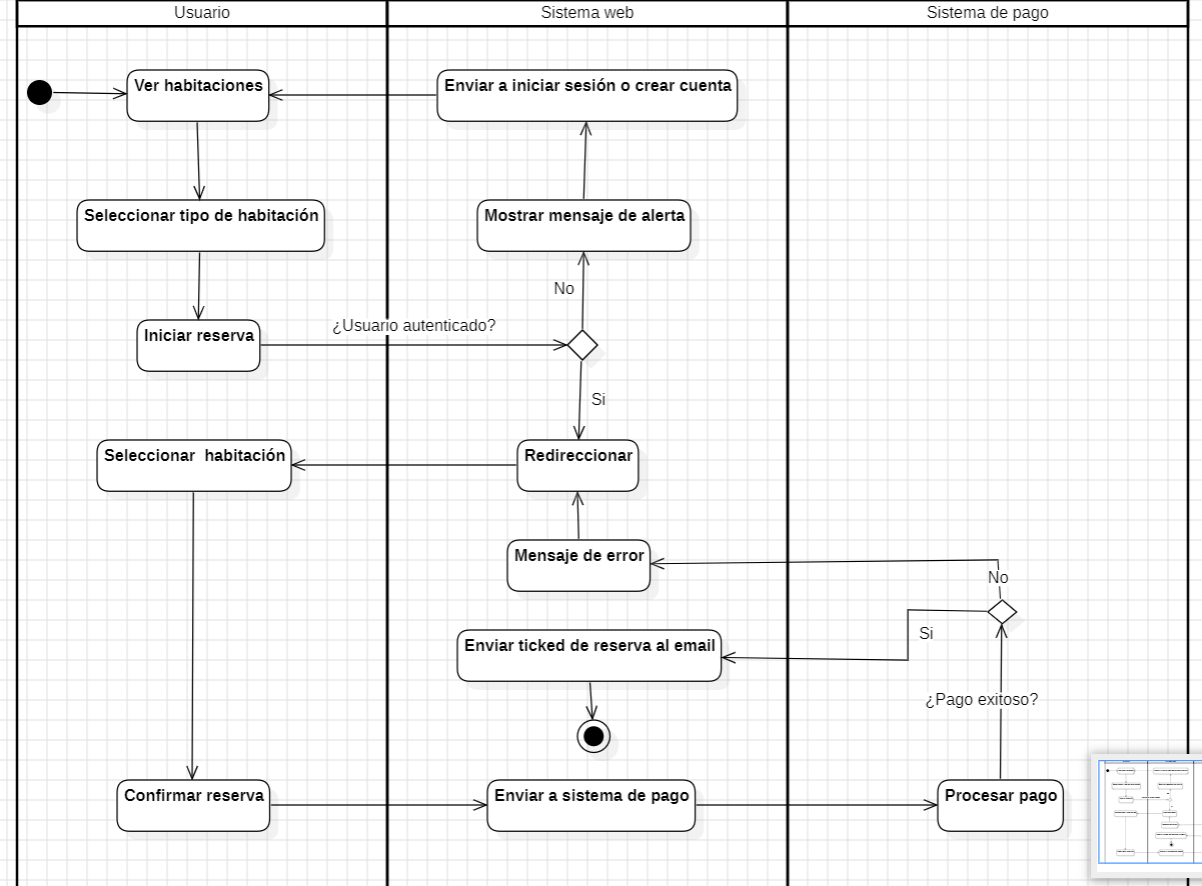 Usuario
Sistema web
Sistema de pago
Ver habitaciones
Enviar a iniciar sesión o crear cuenta
Seleccionar tipo de habitación
Mostrar mensaje de alerta
No
¿Usuario autenticado?
Iniciar reserva
Si
Seleccionar habitación
Redireccionar
Mensaje de error
No
Si
Enviar ticked de reserva al email
¿Pago exitoso?
Confirmar reserva
Enviar a sistema de pago
Procesar pago